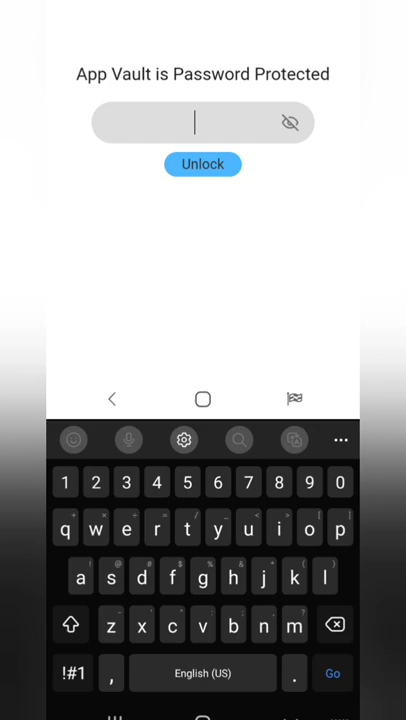 App Vault is Password Protected
Unlock
1 2 3 4 5 6 7 8 9 0
+ × ÷ = / _ < > [ ]
q w e r t y u i o p
! @ # $ % ^ & * ( )
a s d f g h j k l
- ' " : ; , ?
z x c v b n m
!#1 , English (US) . Go